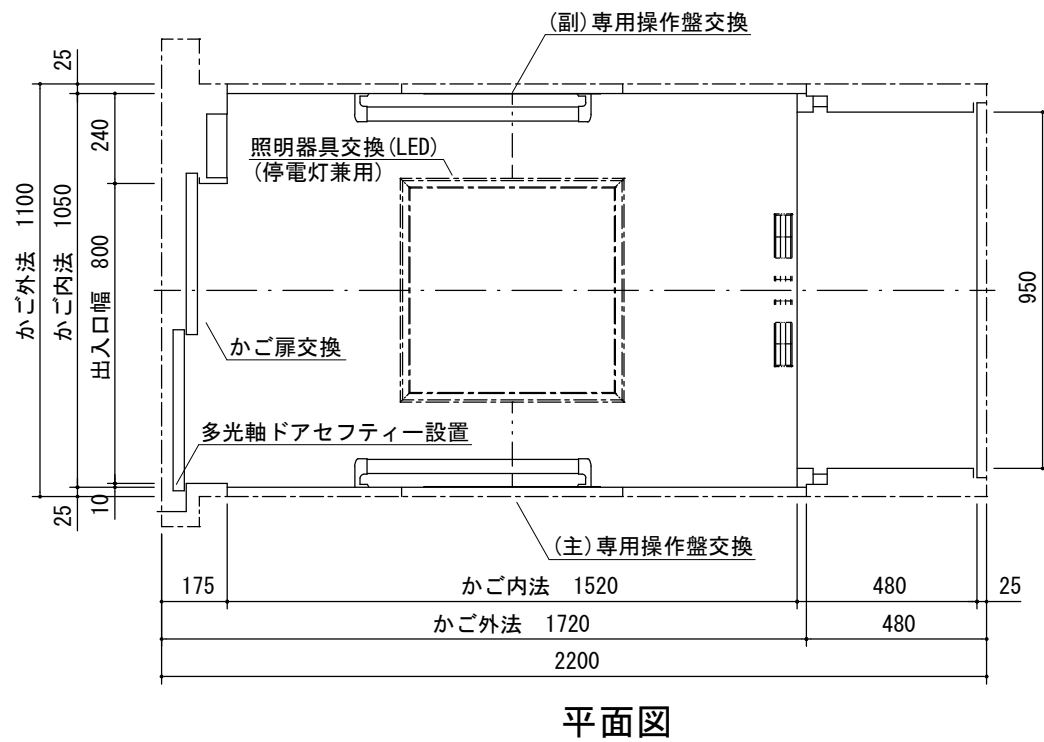 (副)専用操作盤交換
25
240
照明器具交換(LED)
(停電灯兼用)
かご外法 1100
かご内法 1050
出入口幅 800
950
かご扉交換
多光軸ドアセフティー設置
10
25
(主)専用操作盤交換
175
かご内法 1520
480
25
かご外法 1720
480
2200
平面図